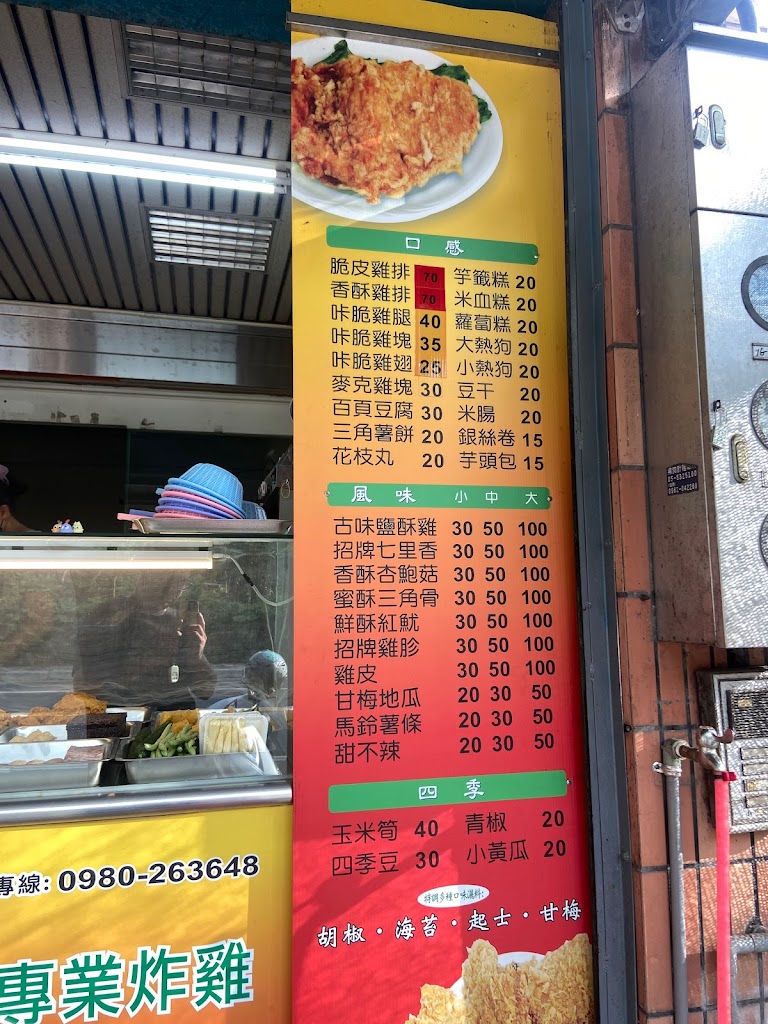 口感
脆皮雞排 70 芋籤糕 20
香酥雞排 70 米血糕 20
咔脆雞腿 40 蘿蔔糕 20
咔脆雞塊 35 大熱狗 20
咔脆雞翅 25 小熱狗 20
麥克雞塊 30 豆干 20
百頁豆腐 30 米腸 20
三角薯餅 20 銀絲卷 15
花枝丸 20 芋頭包 15
風味 小 中 大
古味鹽酥雞 30 50 100
招牌七里香 30 50 100
香酥杏鮑菇 30 50 100
蜜酥三角骨 30 50 100
鮮酥紅魷 30 50 100
招牌雞胗 30 50 100
雞皮 30 50 100
甘梅地瓜 20 30 50
馬鈴薯條 20 30 50
甜不辣 20 30 50
四季
玉米筍 40 青椒 20
四季豆 30 小黃瓜 20
特調多種口味灑料:
胡椒・海苔・起士・甘梅
專線: 0980-263648
專業炸雞